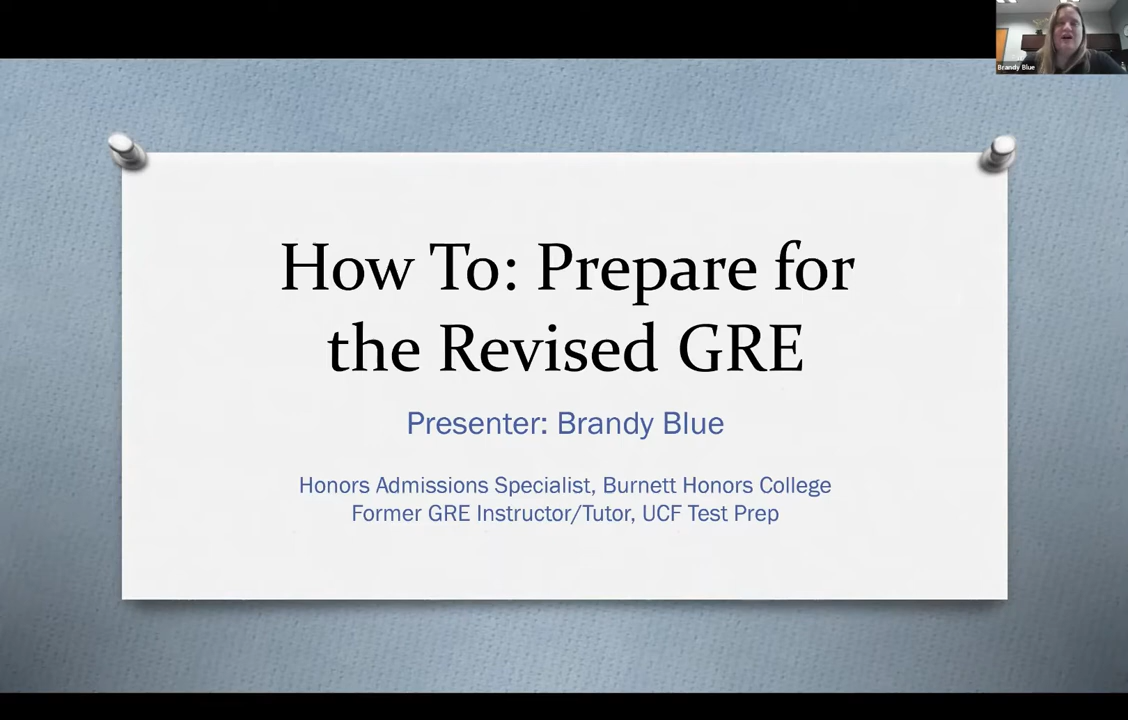 Brandy Blue
How To: Prepare for
the Revised GRE
Presenter: Brandy Blue
Honors Admissions Specialist, Burnett Honors College
Former GRE Instructor/Tutor, UCF Test Prep